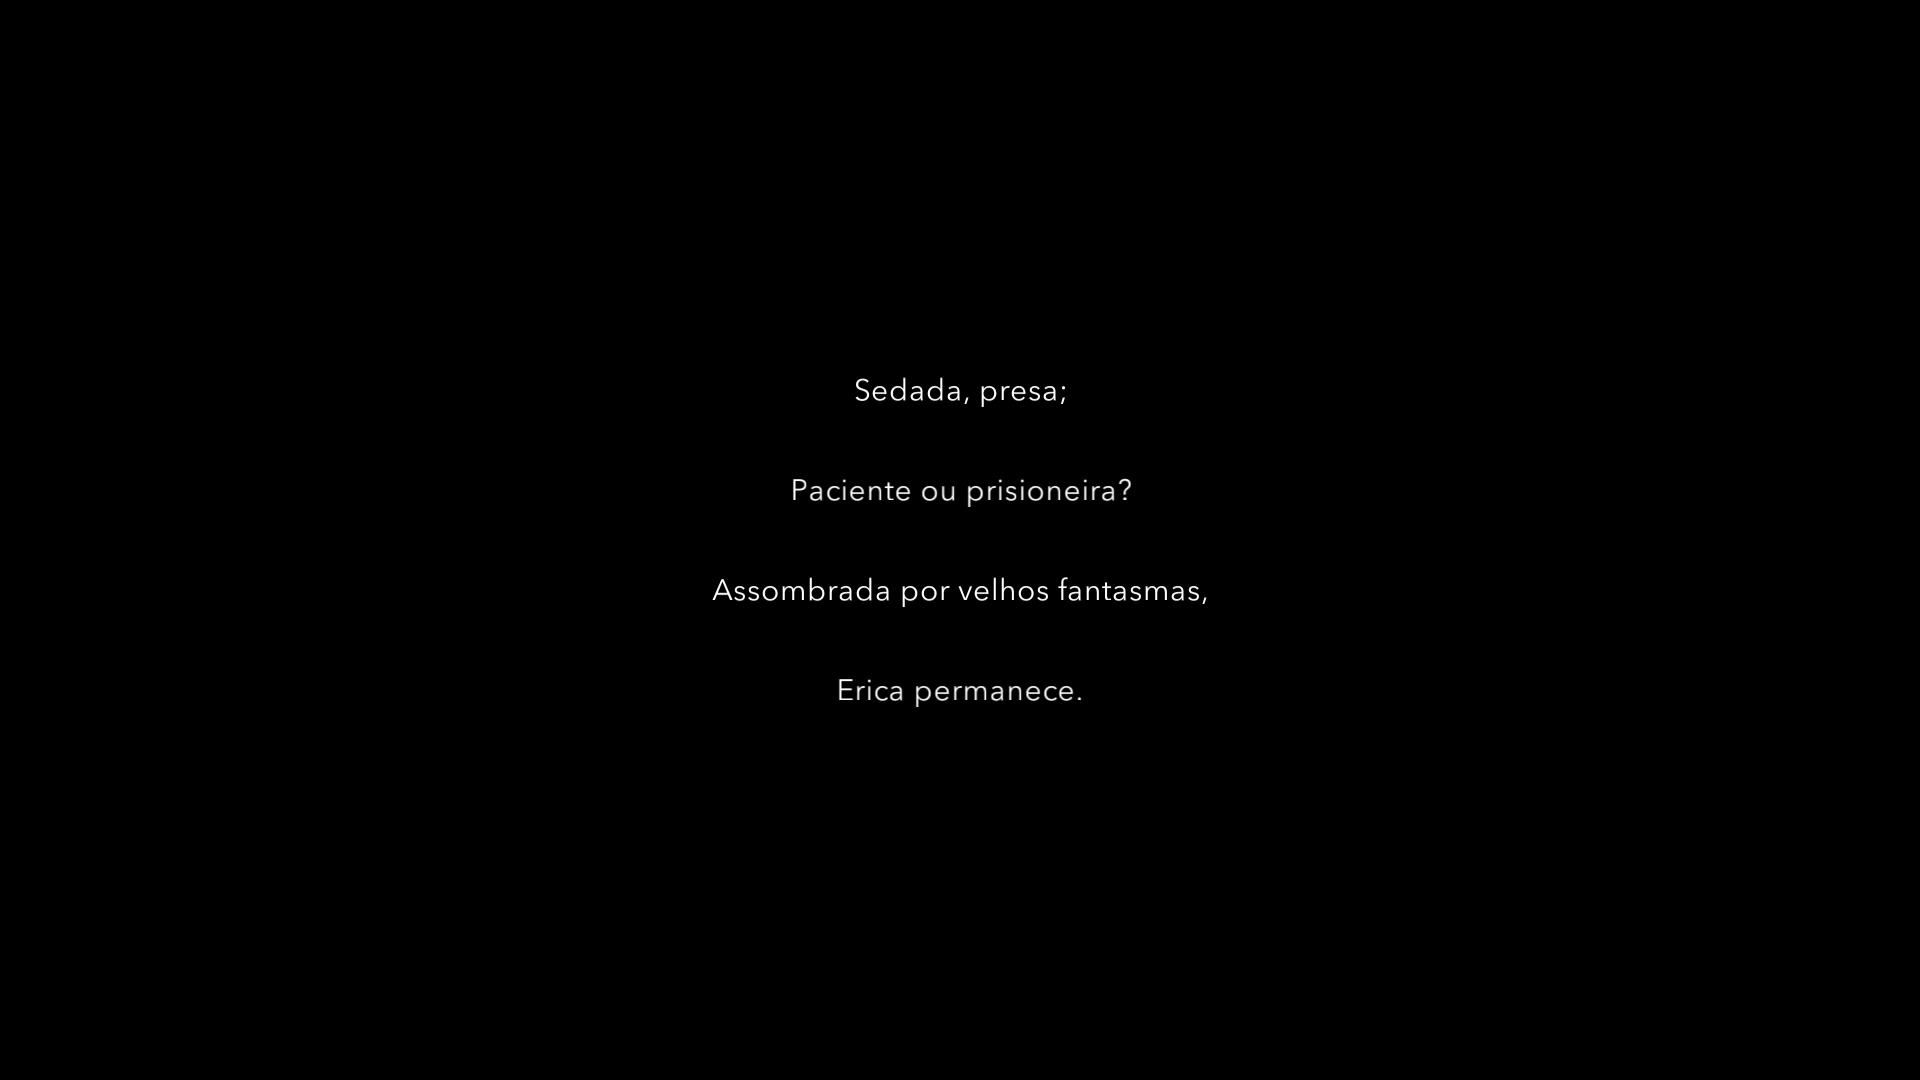 Sedada, presa;
Paciente ou prisioneira?
Assombrada por velhos fantasmas,
Erica permanece.